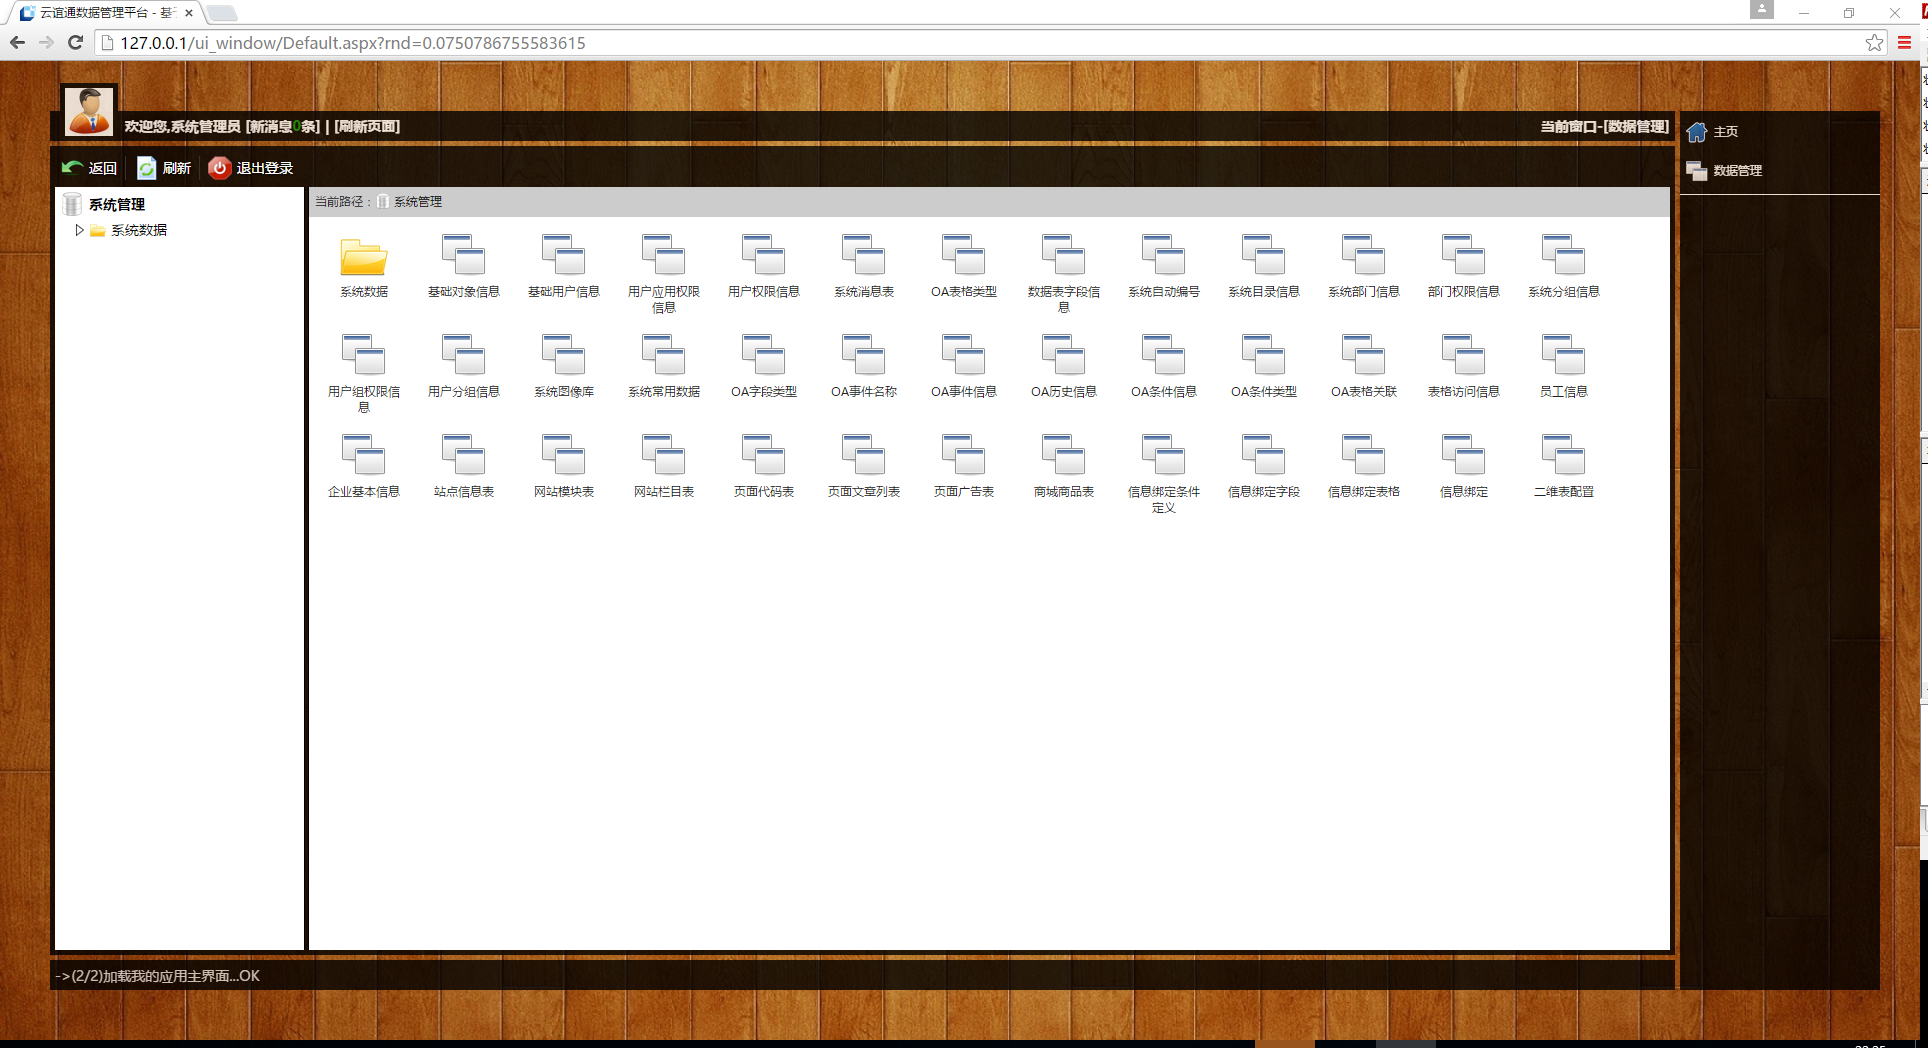 云谊通数据管理平台 - 基于
127.0.0.1/ui_window/Default.aspx?rnd=0.0750786755583615
欢迎您,系统管理员 [新消息0条] | [刷新页面]
当前窗口-[数据管理]
主页
数据管理
返回 刷新 退出登录
系统管理
系统数据
当前路径： 系统管理
系统数据 基础对象信息 基础用户信息 用户应用权限信息 用户权限信息 系统消息表 OA表格类型 数据表字段信息 系统自动编号 系统目录信息 系统部门信息 部门权限信息 系统分组信息
用户组权限信息 用户分组信息 系统图像库 系统常用数据 OA字段类型 OA事件名称 OA事件信息 OA历史信息 OA条件信息 OA条件类型 OA表格关联 表格访问信息 员工信息
企业基本信息 站点信息表 网站模块表 网站栏目表 页面代码表 页面文章列表 页面广告表 商城商品表 信息绑定条件定义 信息绑定字段 信息绑定表格 信息绑定 二维表配置
->(2/2)加载我的应用主界面...OK